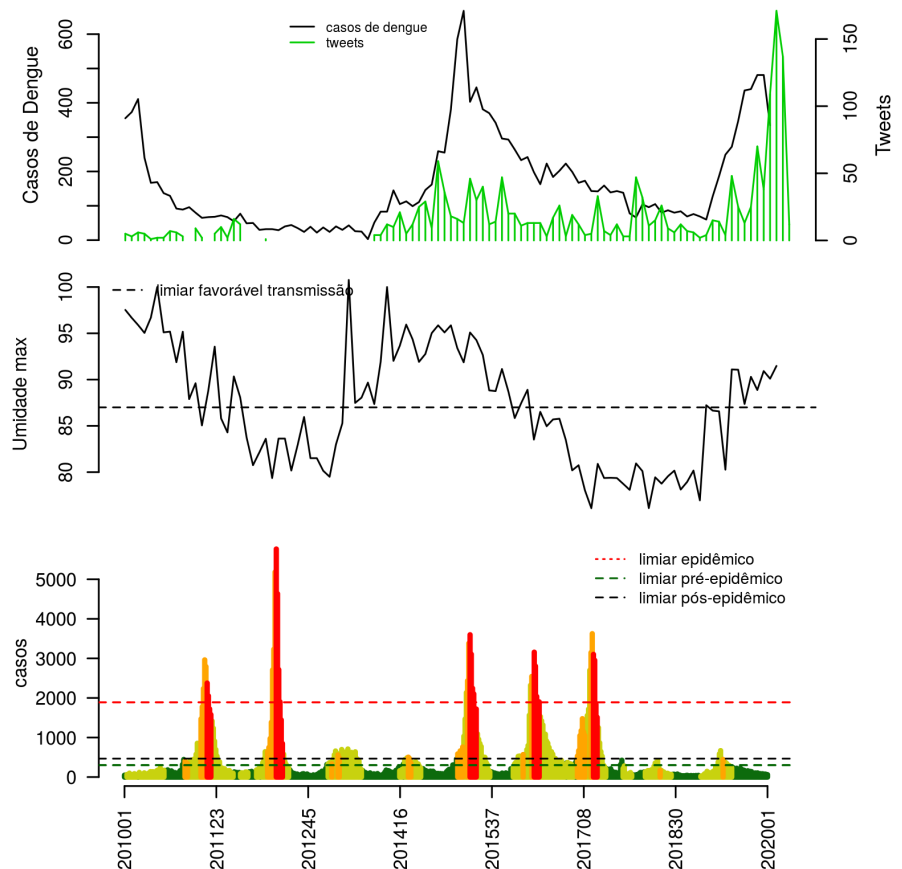 casos de dengue
tweets
Casos de Dengue
0
200
400
600
0
50
100
150
Tweets
limiar favorável transmissão
Umidade max
80
85
90
95
100
limiar epidêmico
limiar pré-epidêmico
limiar pós-epidêmico
casos
0
1000
2000
3000
4000
5000
201001
201123
201245
201416
201537
201708
201830
202001